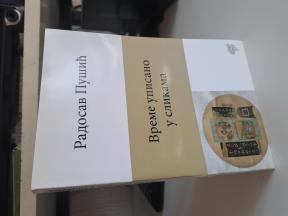 Радосав Пушић
Време уписано
у сликама